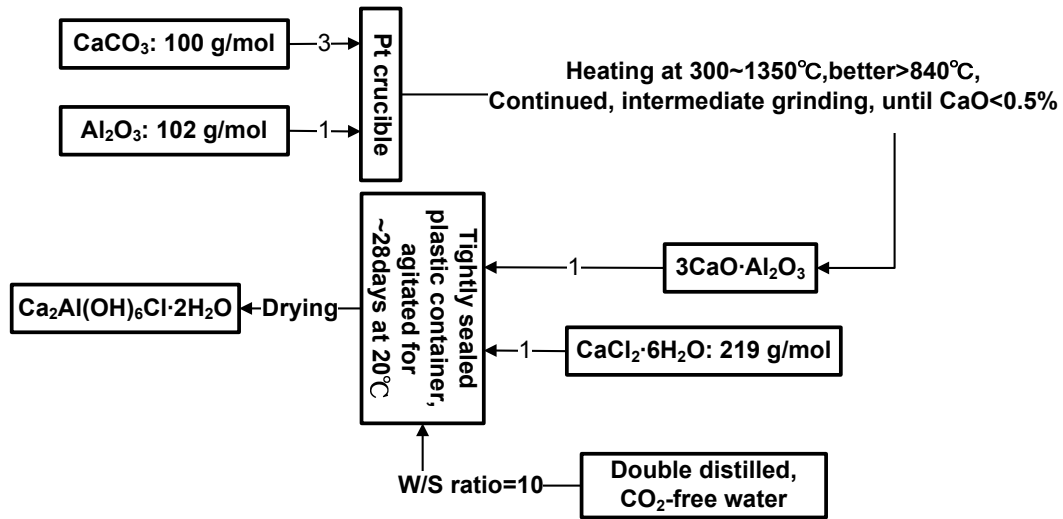 CaCO₃: 100 g/mol
3
Al₂O₃: 102 g/mol
1
Pt crucible
Heating at 300~1350℃,better>840℃,
Continued, intermediate grinding, until CaO<0.5%
3CaO·Al₂O₃
1
CaCl₂·6H₂O: 219 g/mol
1
Tightly sealed
plastic container,
agitated for
~28days at 20℃
Double distilled,
CO₂-free water
W/S ratio=10
Drying
Ca₂Al(OH)₆Cl·2H₂O